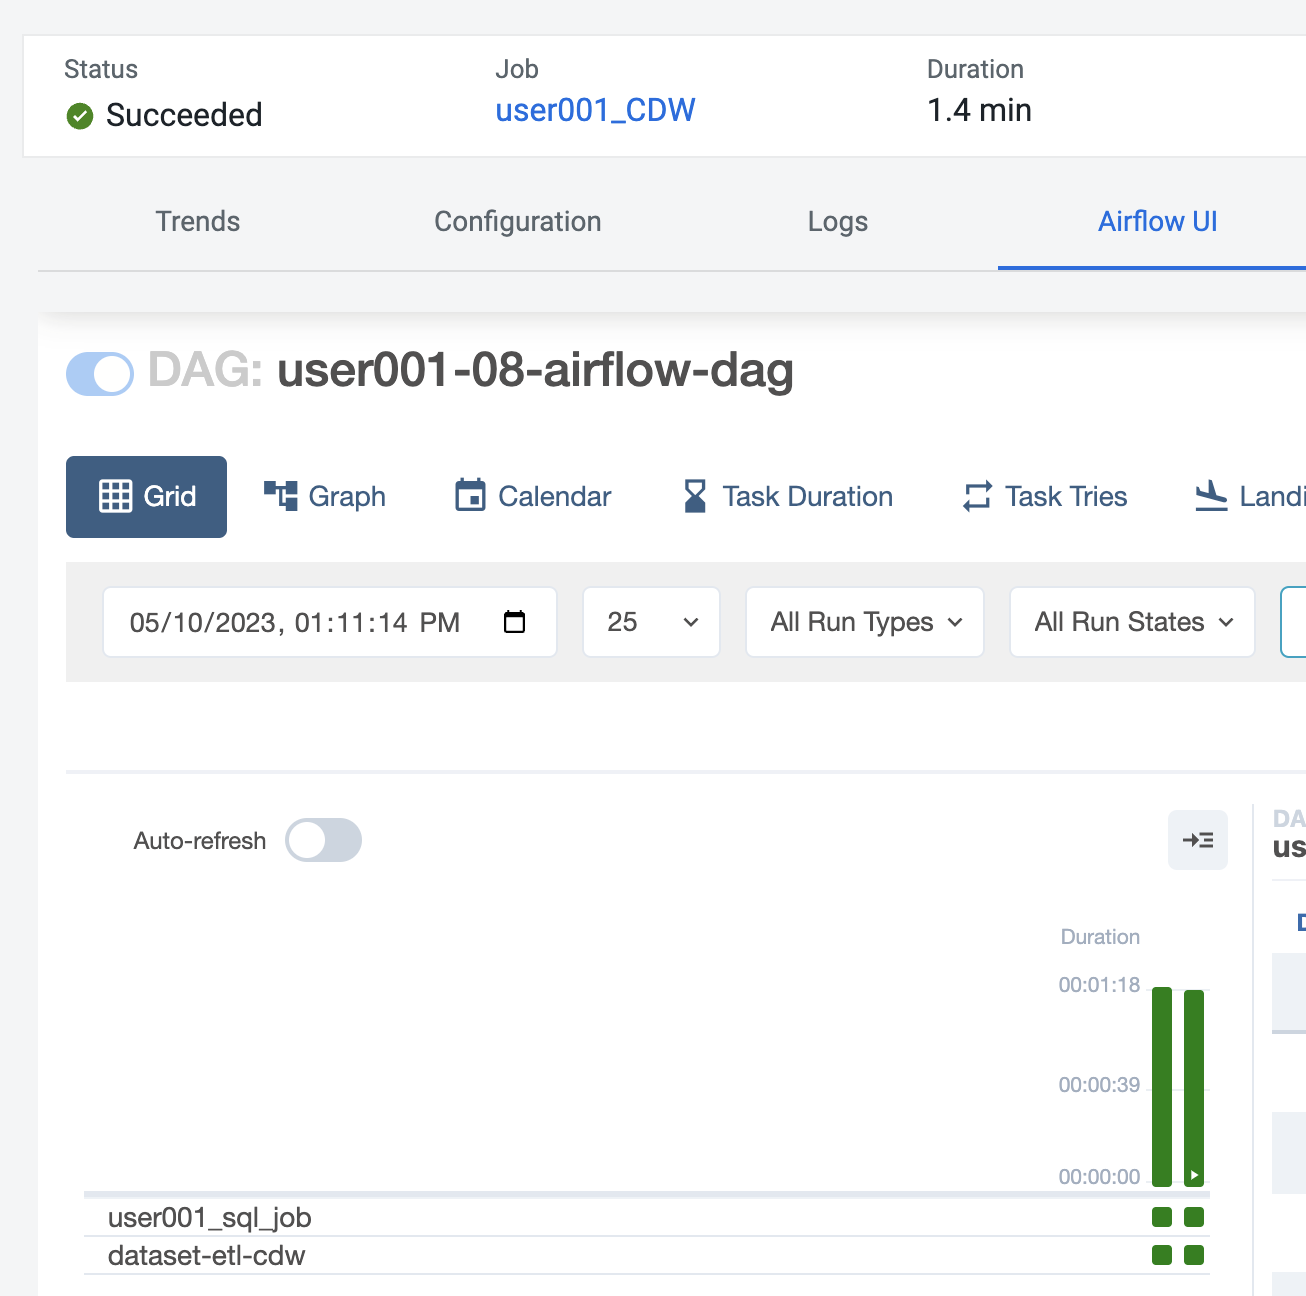 Status Job Duration
Succeeded user001_CDW 1.4 min
Trends Configuration Logs Airflow UI
DAG: user001-08-airflow-dag
Grid Graph Calendar Task Duration Task Tries Landi
05/10/2023, 01:11:14 PM 25 All Run Types All Run States
Auto-refresh
DA
us
Duration
00:01:18
00:00:39
00:00:00
user001_sql_job
dataset-etl-cdw